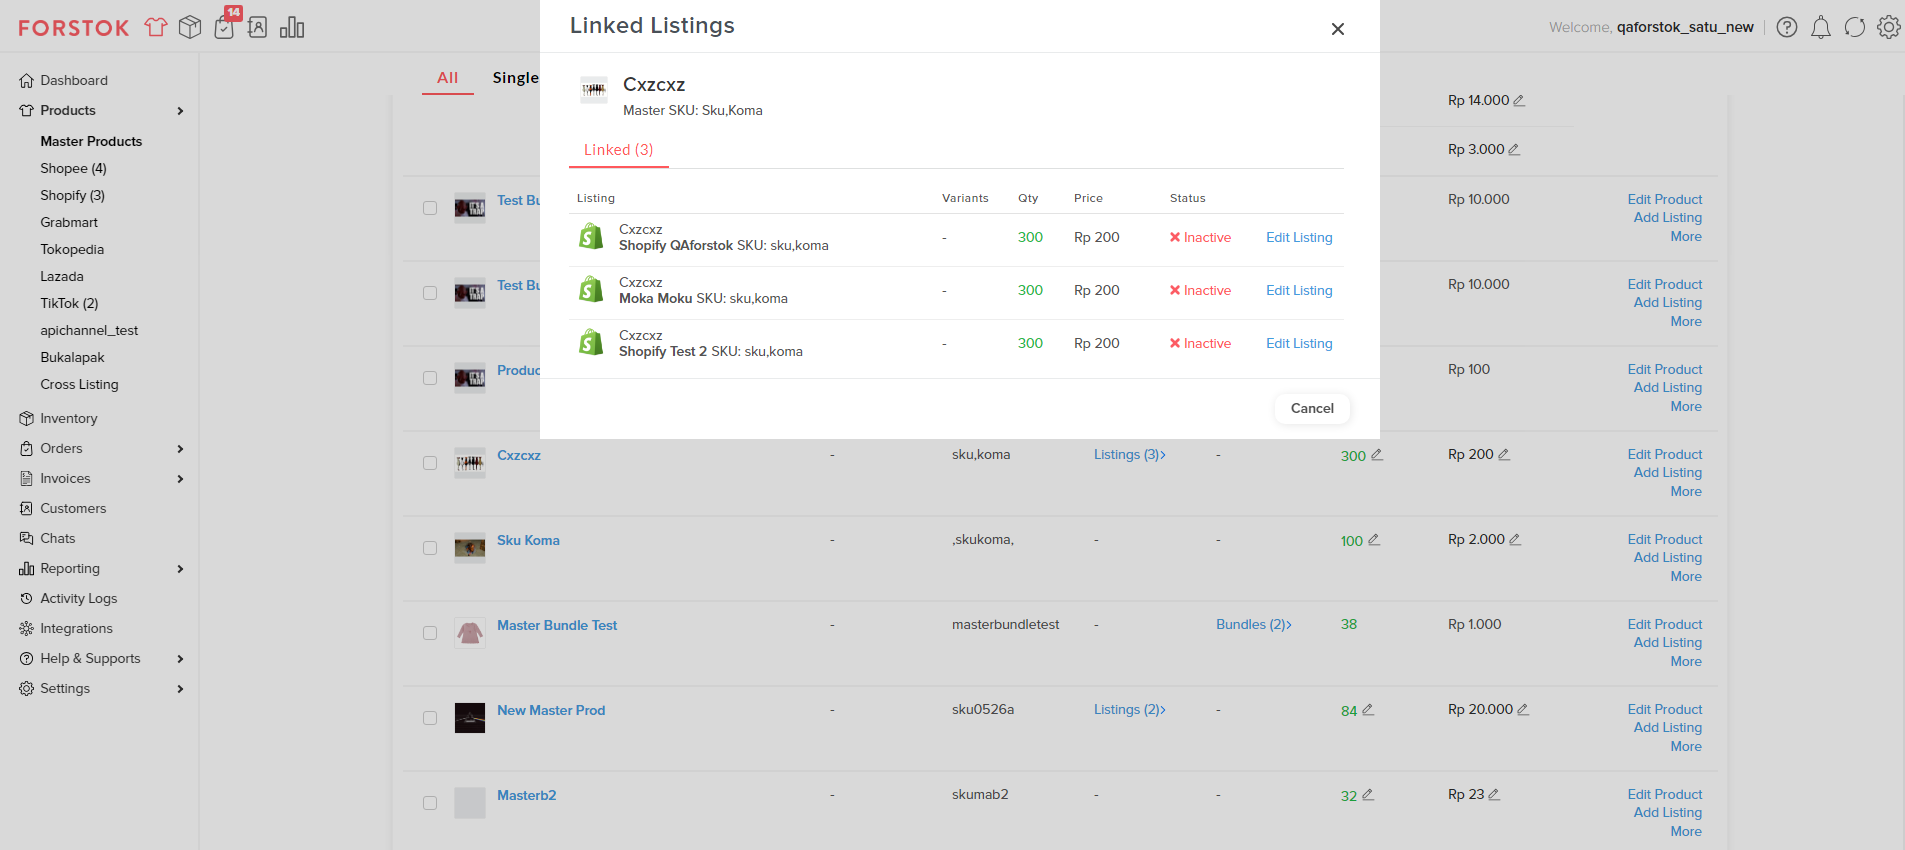 FORSTOK
14
Welcome, qaforstok_satu_new
Dashboard
Products
Master Products
Shopee (4)
Shopify (3)
Grabmart
Tokopedia
Lazada
TikTok (2)
apichannel_test
Bukalapak
Cross Listing
Inventory
Orders
Invoices
Customers
Chats
Reporting
Activity Logs
Integrations
Help & Supports
Settings
All Single
Linked Listings
Cxzcxz
Master SKU: Sku,Koma
Linked (3)
Listing Variants Qty Price Status
Cxzcxz
Shopify QAforstok SKU: sku,koma - 300 Rp 200 Inactive Edit Listing
Cxzcxz
Moka Moku SKU: sku,koma - 300 Rp 200 Inactive Edit Listing
Cxzcxz
Shopify Test 2 SKU: sku,koma - 300 Rp 200 Inactive Edit Listing
Cancel
Rp 14.000
Rp 3.000
Test Bu Rp 10.000 Edit Product
Add Listing
More
Test Bu Rp 10.000 Edit Product
Add Listing
More
Produc Rp 100 Edit Product
Add Listing
More
Cxzcxz - sku,koma Listings (3) - 300 Rp 200 Edit Product
Add Listing
More
Sku Koma - ,skukoma, - - 100 Rp 2.000 Edit Product
Add Listing
More
Master Bundle Test - masterbundletest - Bundles (2) 38 Rp 1.000 Edit Product
Add Listing
More
New Master Prod - sku0526a Listings (2) - 84 Rp 20.000 Edit Product
Add Listing
More
Masterb2 - skumab2 - - 32 Rp 23 Edit Product
Add Listing
More